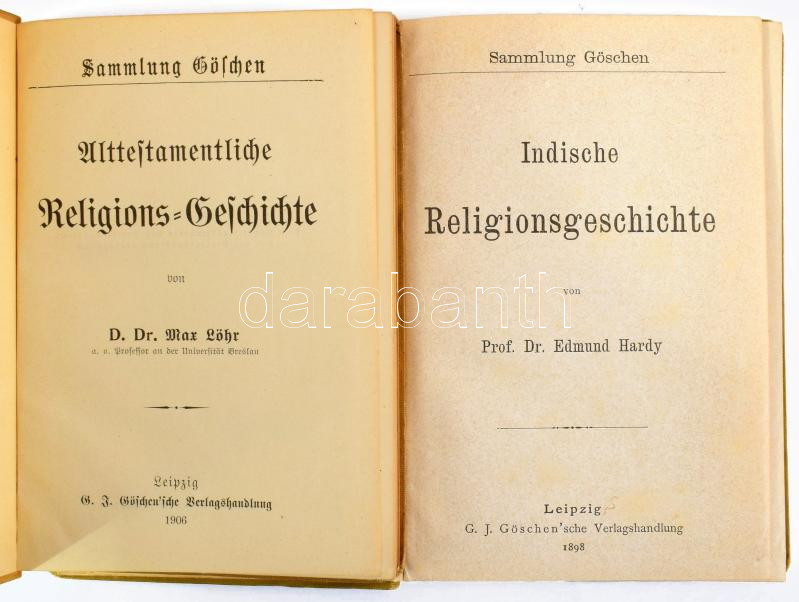 Sammlung Göſchen
Altteſtamentliche
Religions=Geſchichte
von
D. Dr. Max Löhr
a. o. Profeſſor an der Univerſität Breslau
Leipzig
G. J. Göſchen'ſche Verlagshandlung
1906
Sammlung Göschen
Indische
Religionsgeschichte
von
Prof. Dr. Edmund Hardy
Leipzig
G. J. Göschen'sche Verlagshandlung
1898
darabanth